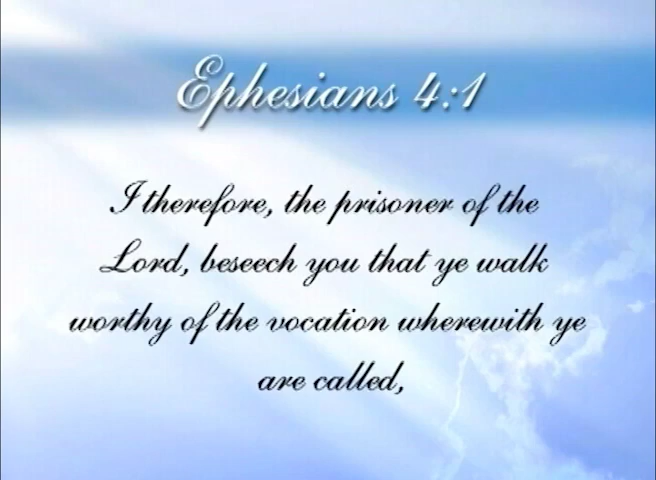 Ephesians 4:1
I therefore, the prisoner of the
Lord, beseech you that ye walk
worthy of the vocation wherewith ye
are called,